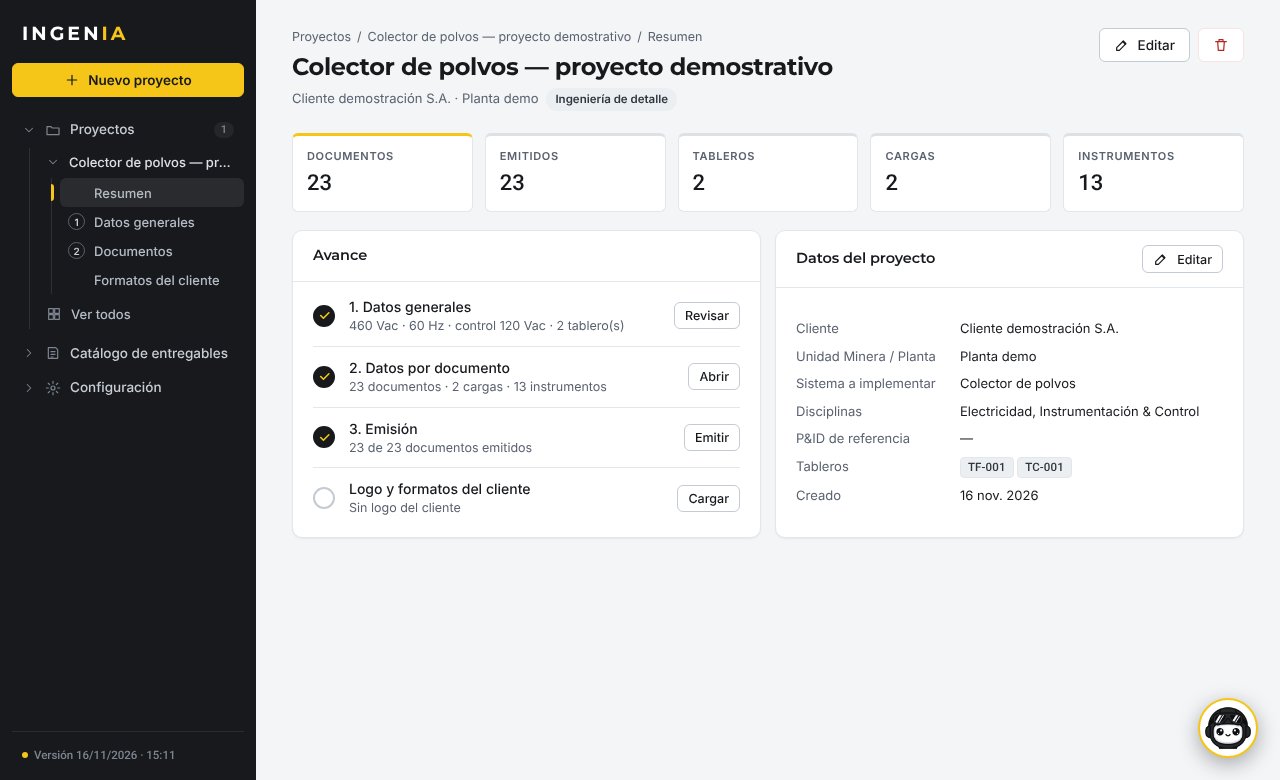 INGENIA
Nuevo proyecto
Proyectos 1
Colector de polvos — pr...
Resumen
1 Datos generales
2 Documentos
Formatos del cliente
Ver todos
Catálogo de entregables
Configuración
Versión 16/11/2026 · 15:11
Proyectos / Colector de polvos — proyecto demostrativo / Resumen
Colector de polvos — proyecto demostrativo
Cliente demostración S.A. · Planta demo Ingeniería de detalle
Editar
DOCUMENTOS
23
EMITIDOS
23
TABLEROS
2
CARGAS
2
INSTRUMENTOS
13
Avance
1. Datos generales
460 Vac · 60 Hz · control 120 Vac · 2 tablero(s)
Revisar
2. Datos por documento
23 documentos · 2 cargas · 13 instrumentos
Abrir
3. Emisión
23 de 23 documentos emitidos
Emitir
Logo y formatos del cliente
Sin logo del cliente
Cargar
Datos del proyecto
Editar
Cliente Cliente demostración S.A.
Unidad Minera / Planta Planta demo
Sistema a implementar Colector de polvos
Disciplinas Electricidad, Instrumentación & Control
P&ID de referencia —
Tableros TF-001 TC-001
Creado 16 nov. 2026